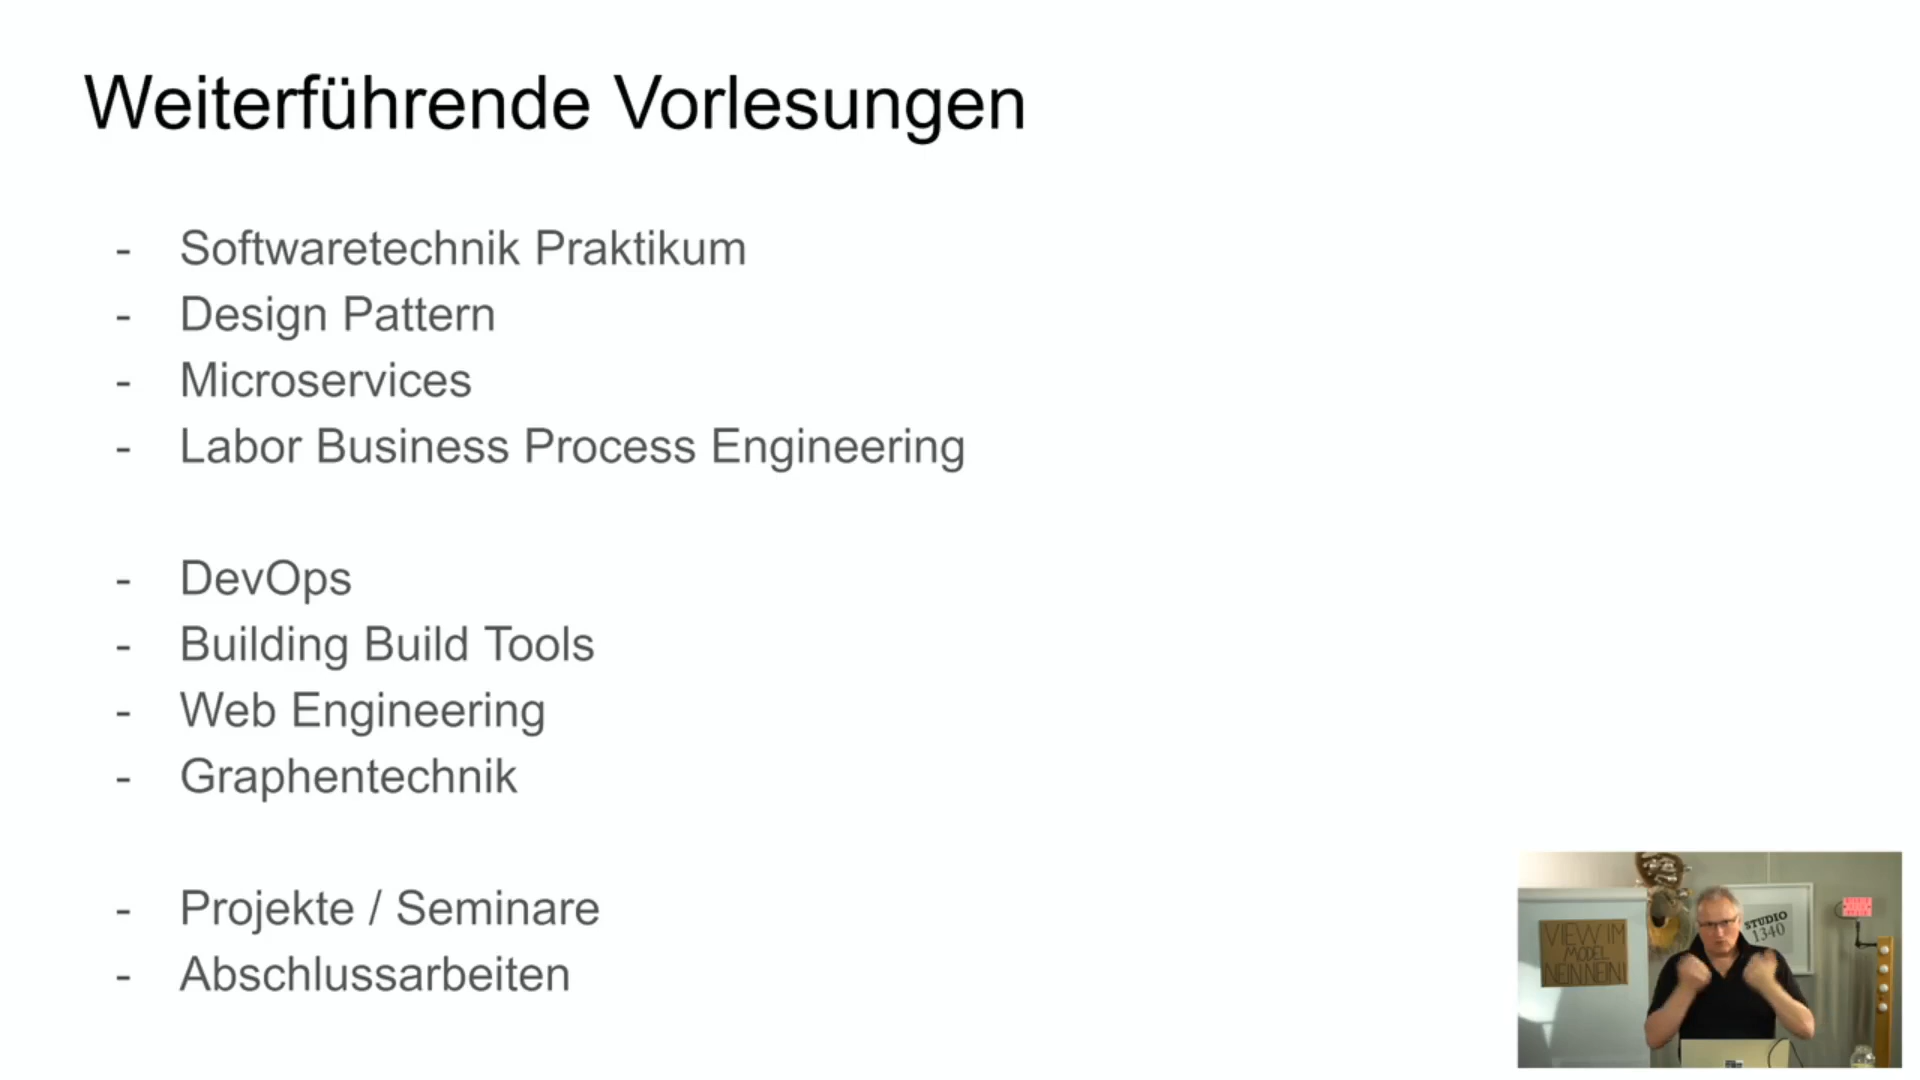 Weiterführende Vorlesungen
- Softwaretechnik Praktikum
- Design Pattern
- Microservices
- Labor Business Process Engineering
- DevOps
- Building Build Tools
- Web Engineering
- Graphentechnik
- Projekte / Seminare
- Abschlussarbeiten
VIEW IM
MODEL
NEIN NEIN!
STUDIO
1340